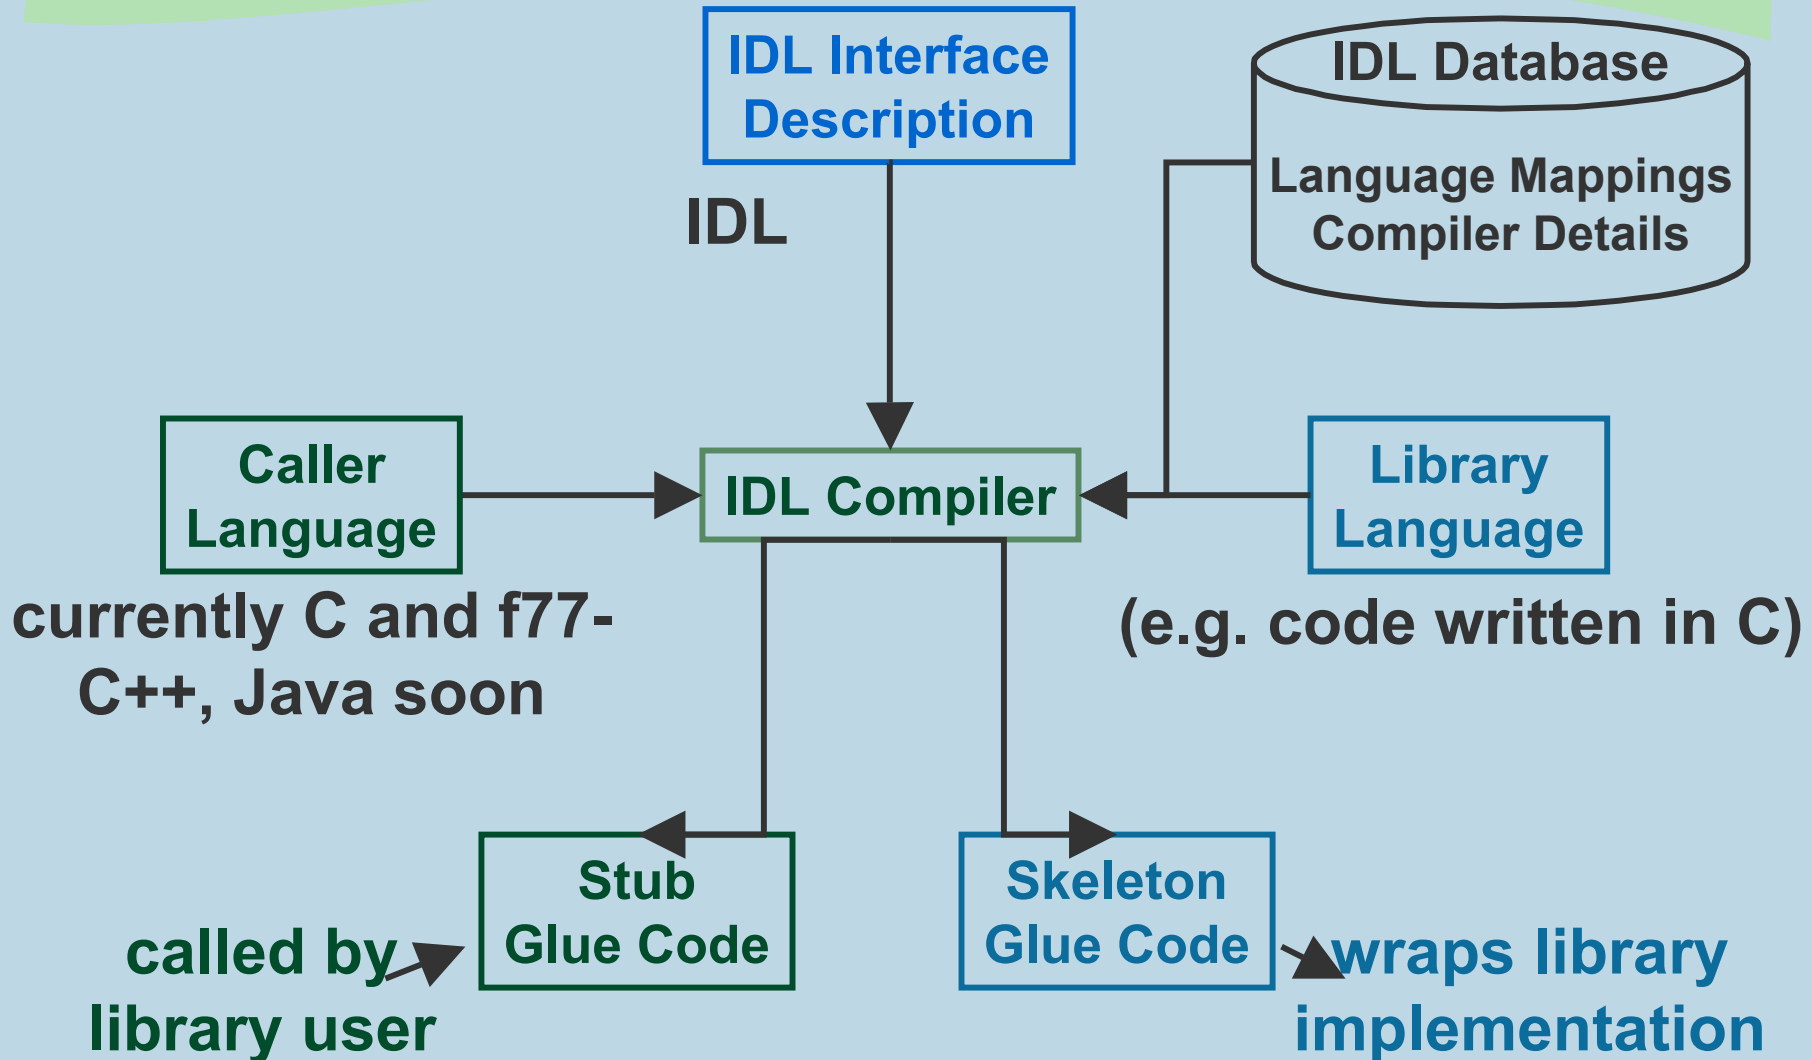 IDL Interface
Description
IDL Database
Language Mappings
Compiler Details
IDL
Caller
Language
IDL Compiler
Library
Language
currently C and f77-
C++, Java soon
(e.g. code written in C)
Stub
Glue Code
Skeleton
Glue Code
called by
library user
wraps library
implementation